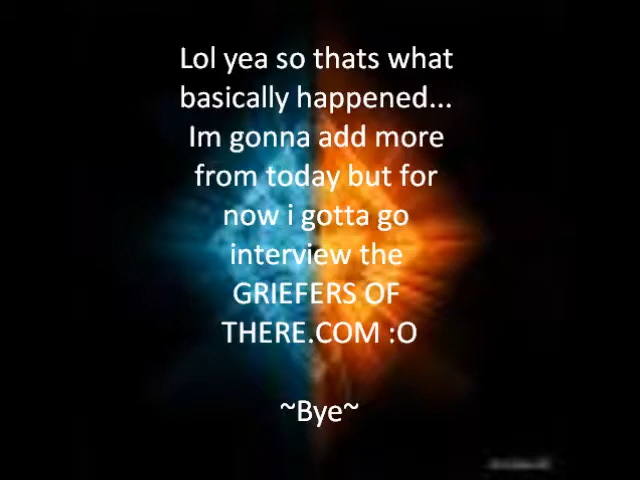 Lol yea so thats what
basically happened...
Im gonna add more
from today but for
now i gotta go
interview the
GRIEFERS OF
THERE.COM :O
~Bye~